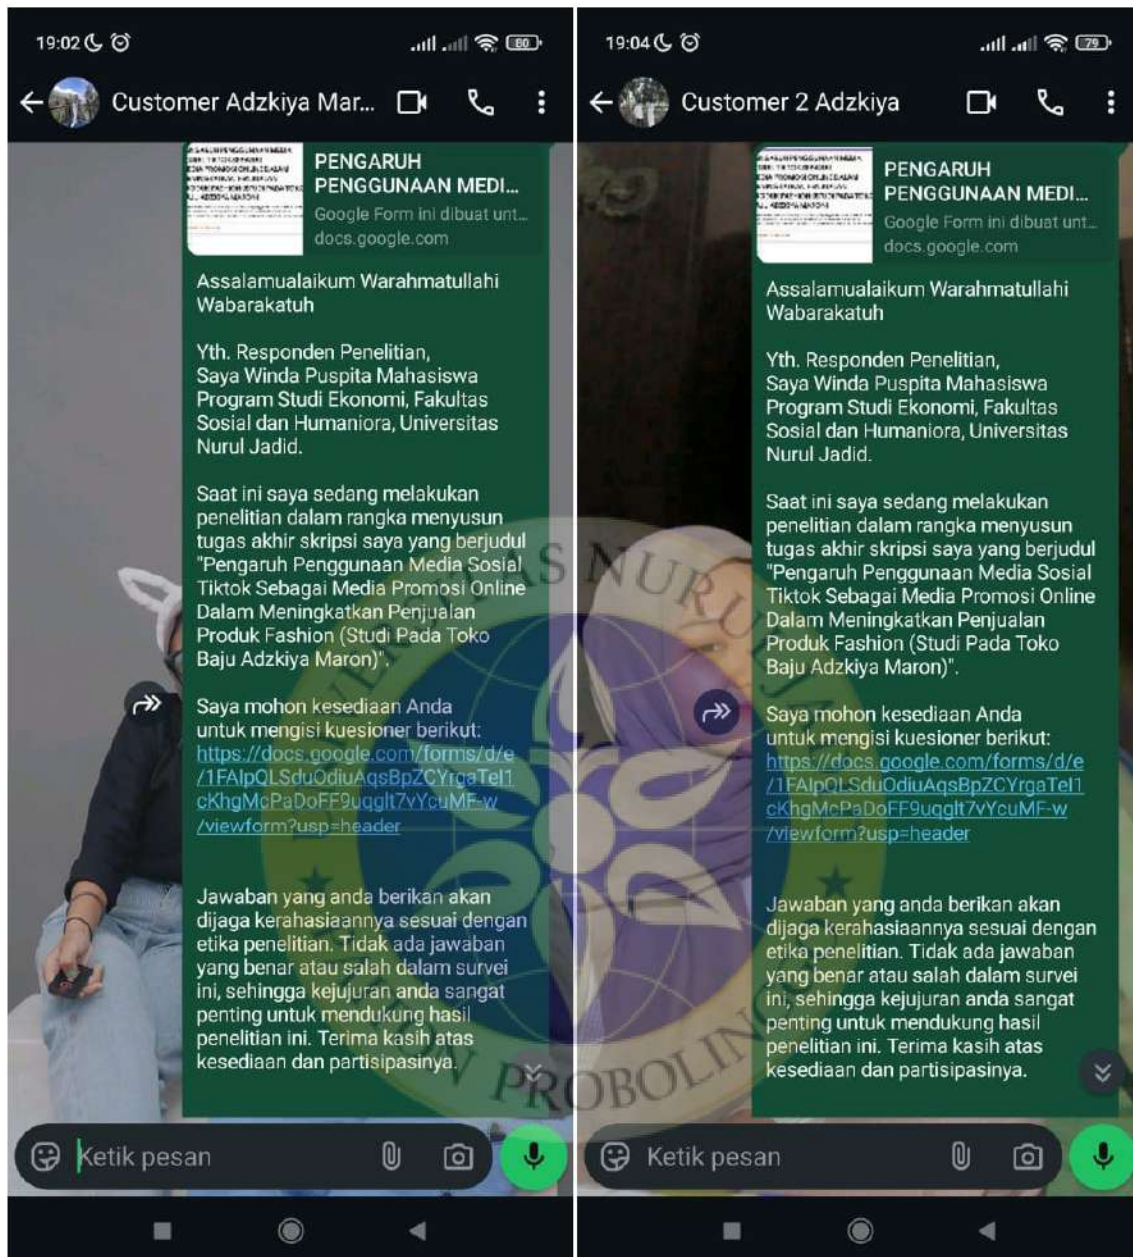 19:02
80
Customer Adzkiya Mar...
PENGARUH
PENGGUNAAN MEDI...
Google Form ini dibuat unt...
docs.google.com
Assalamualaikum Warahmatullahi
Wabarakatuh
Yth. Responden Penelitian,
Saya Winda Puspita Mahasiswa
Program Studi Ekonomi, Fakultas
Sosial dan Humaniora, Universitas
Nurul Jadid.
Saat ini saya sedang melakukan
penelitian dalam rangka menyusun
tugas akhir skripsi saya yang berjudul
"Pengaruh Penggunaan Media Sosial
Tiktok Sebagai Media Promosi Online
Dalam Meningkatkan Penjualan
Produk Fashion (Studi Pada Toko
Baju Adzkiya Maron)".
Saya mohon kesediaan Anda
untuk mengisi kuesioner berikut:
https://docs.google.com/forms/d/e
/1FAIpQLSduOdiuAqsBpZCYrgaTeI1
cKhgMcPaDoFF9uqglt7vYcuMF-w
/viewform?usp=header
Jawaban yang anda berikan akan
dijaga kerahasiaannya sesuai dengan
etika penelitian. Tidak ada jawaban
yang benar atau salah dalam survei
ini, sehingga kejujuran anda sangat
penting untuk mendukung hasil
penelitian ini. Terima kasih atas
kesediaan dan partisipasinya.
Ketik pesan
19:04
79
Customer 2 Adzkiya
PENGARUH
PENGGUNAAN MEDI...
Google Form ini dibuat unt...
docs.google.com
Assalamualaikum Warahmatullahi
Wabarakatuh
Yth. Responden Penelitian,
Saya Winda Puspita Mahasiswa
Program Studi Ekonomi, Fakultas
Sosial dan Humaniora, Universitas
Nurul Jadid.
Saat ini saya sedang melakukan
penelitian dalam rangka menyusun
tugas akhir skripsi saya yang berjudul
"Pengaruh Penggunaan Media Sosial
Tiktok Sebagai Media Promosi Online
Dalam Meningkatkan Penjualan
Produk Fashion (Studi Pada Toko
Baju Adzkiya Maron)".
Saya mohon kesediaan Anda
untuk mengisi kuesioner berikut:
https://docs.google.com/forms/d/e
/1FAIpQLSduOdiuAqsBpZCYrgaTeI1
cKhgMcPaDoFF9uqglt7vYcuMF-w
/viewform?usp=header
Jawaban yang anda berikan akan
dijaga kerahasiaannya sesuai dengan
etika penelitian. Tidak ada jawaban
yang benar atau salah dalam survei
ini, sehingga kejujuran anda sangat
penting untuk mendukung hasil
penelitian ini. Terima kasih atas
kesediaan dan partisipasinya.
Ketik pesan